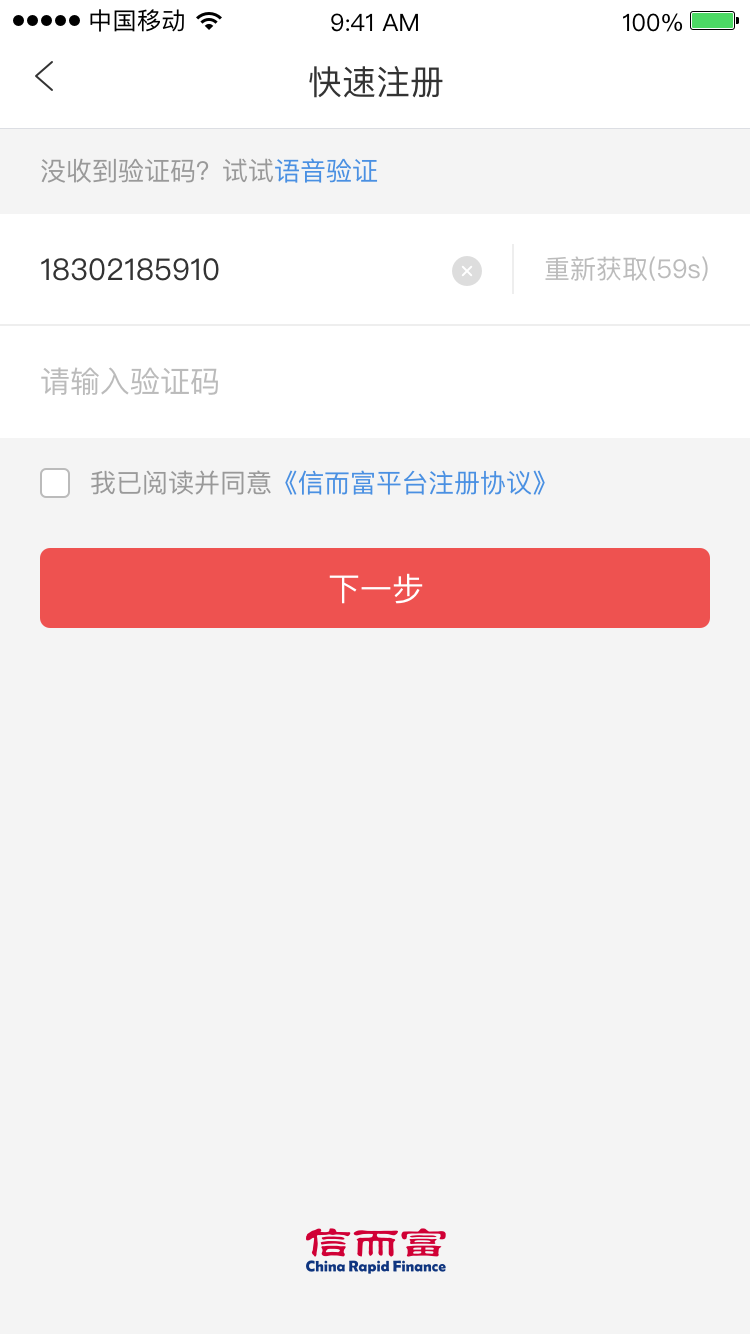 中国移动 9:41 AM 100%
快速注册
没收到验证码？试试语音验证
18302185910 重新获取(59s)
请输入验证码
我已阅读并同意《信而富平台注册协议》
下一步
信而富
China Rapid Finance